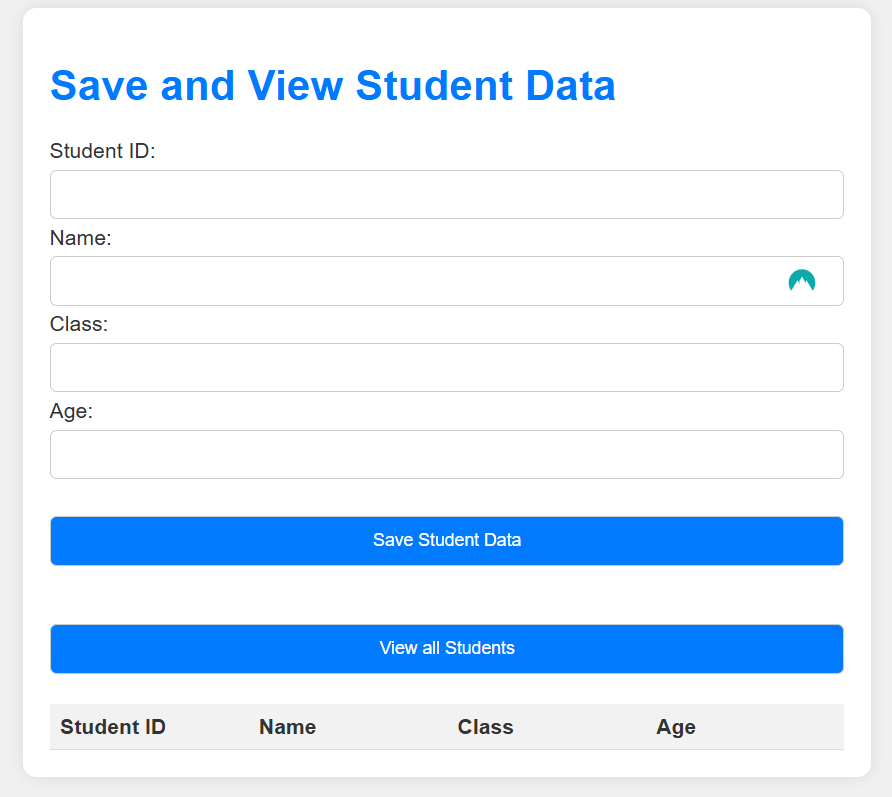 Save and View Student Data
Student ID:
Name:
Class:
Age:
Save Student Data
View all Students
Student ID Name Class Age